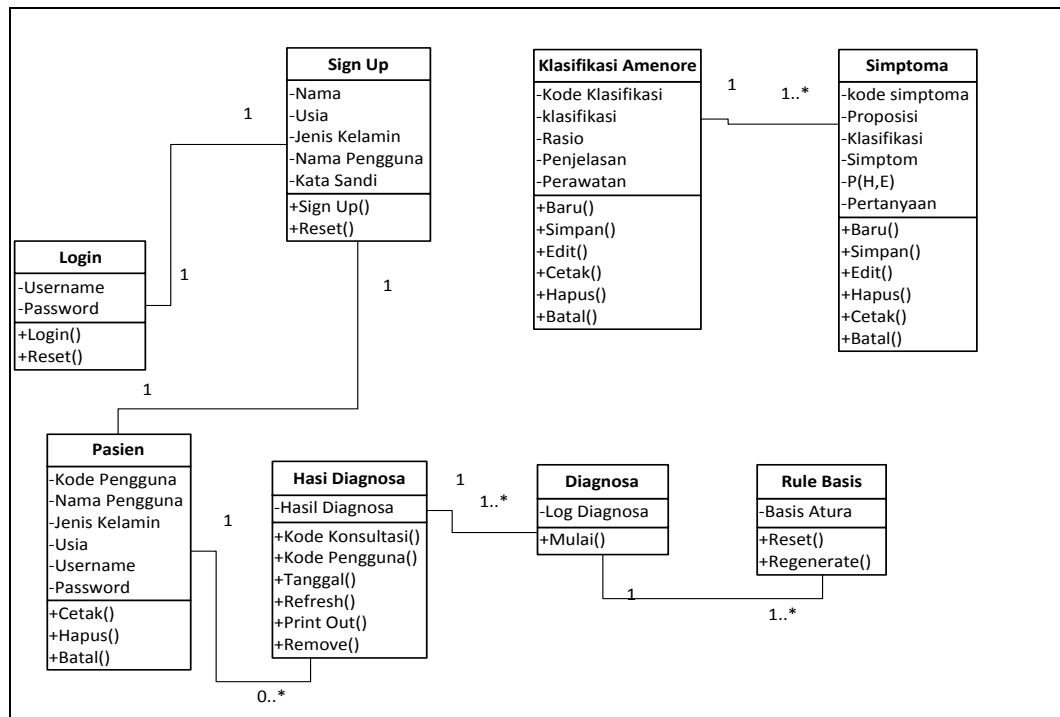 Sign Up
-Nama
-Usia
-Jenis Kelamin
-Nama Pengguna
-Kata Sandi
+Sign Up()
+Reset()
Klasifikasi Amenore
-Kode Klasifikasi
-klasifikasi
-Rasio
-Penjelasan
-Perawatan
+Baru()
+Simpan()
+Edit()
+Cetak()
+Hapus()
+Batal()
Simptoma
-kode simptoma
-Proposisi
-Klasifikasi
-Simptom
-P(H,E)
-Pertanyaan
+Baru()
+Simpan()
+Edit()
+Hapus()
+Cetak()
+Batal()
1
1..*
1
1
Login
-Username
-Password
+Login()
+Reset()
1
1
Pasien
-Kode Pengguna
-Nama Pengguna
-Jenis Kelamin
-Usia
-Username
-Password
+Cetak()
+Hapus()
+Batal()
1
0..*
Hasi Diagnosa
-Hasil Diagnosa
+Kode Konsultasi()
+Kode Pengguna()
+Tanggal()
+Refresh()
+Print Out()
+Remove()
1
1..*
Diagnosa
-Log Diagnosa
+Mulai()
1
1..*
Rule Basis
-Basis Atura
+Reset()
+Regenerate()